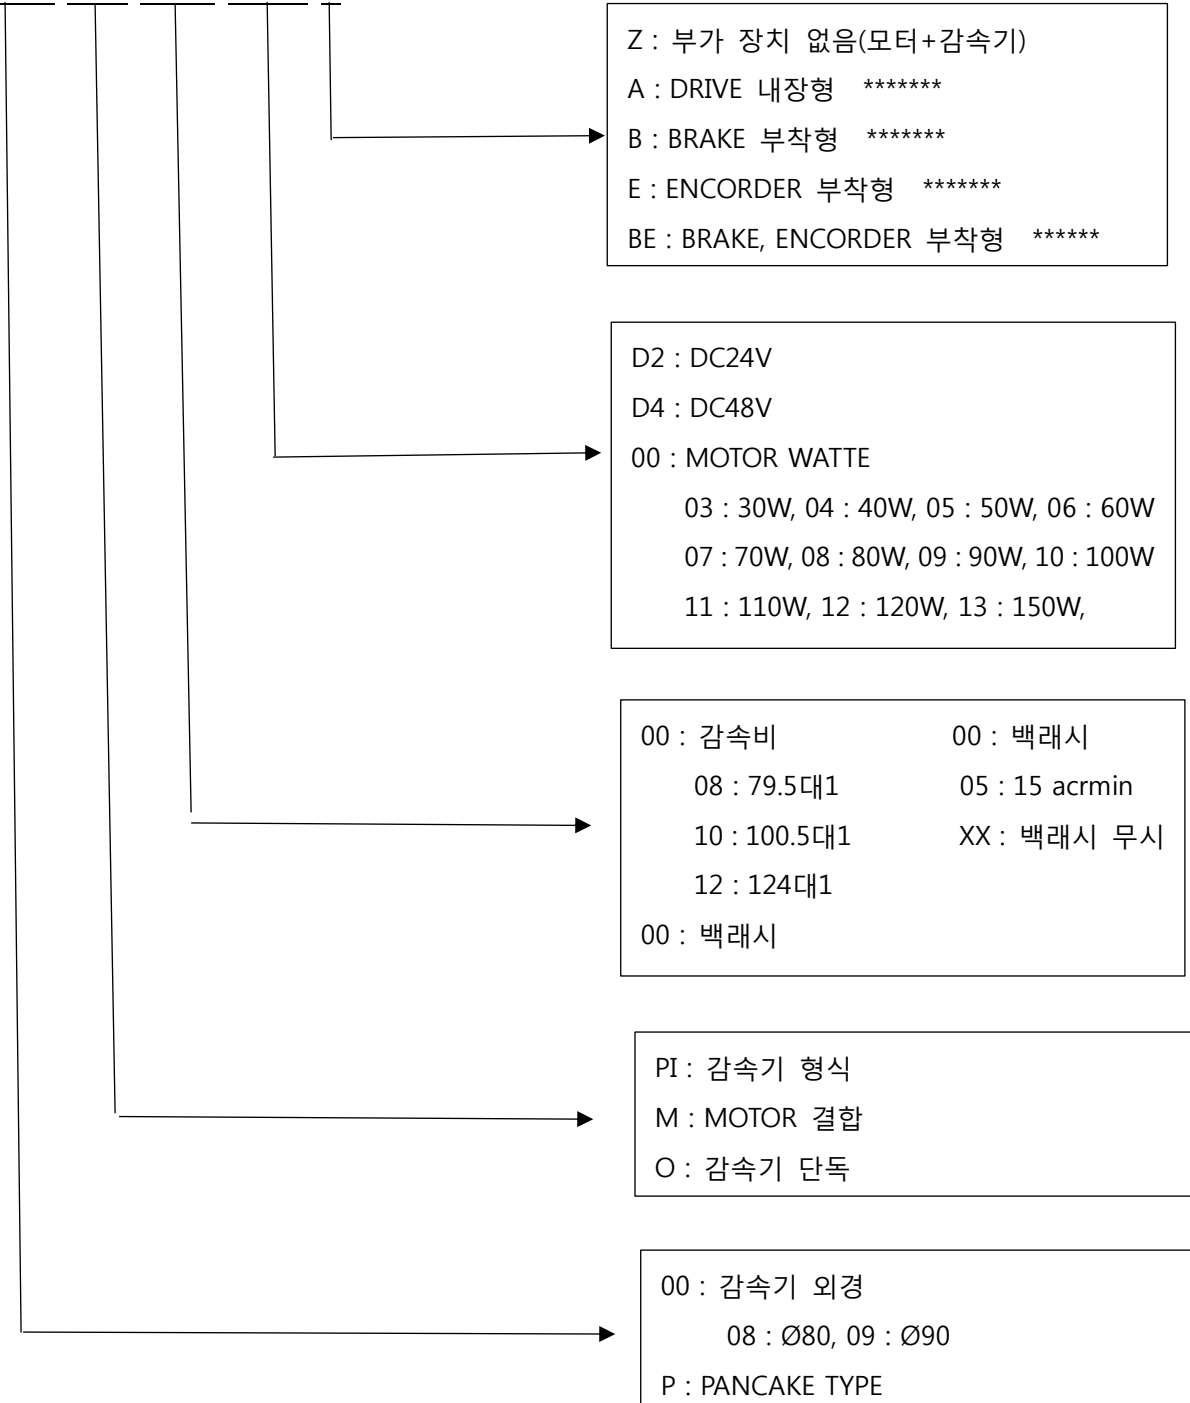 Z : 부가 장치 없음(모터+감속기)
A : DRIVE 내장형 *******
B : BRAKE 부착형 *******
E : ENCORDER 부착형 *******
BE : BRAKE, ENCORDER 부착형 ******
D2 : DC24V
D4 : DC48V
00 : MOTOR WATTE
03 : 30W, 04 : 40W, 05 : 50W, 06 : 60W
07 : 70W, 08 : 80W, 09 : 90W, 10 : 100W
11 : 110W, 12 : 120W, 13 : 150W,
00 : 감속비 00 : 백래시
08 : 79.5대1 05 : 15 acrmin
10 : 100.5대1 XX : 백래시 무시
12 : 124대1
00 : 백래시
PI : 감속기 형식
M : MOTOR 결합
O : 감속기 단독
00 : 감속기 외경
08 : Ø80, 09 : Ø90
P : PANCAKE TYPE